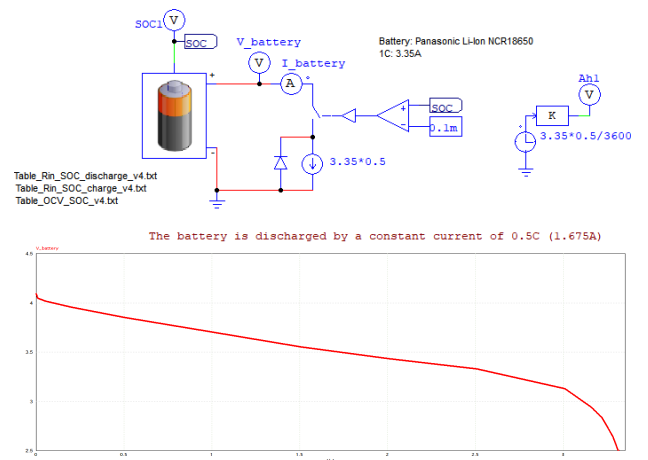 SOC1
V
SOC
V_battery
V
I_battery
A
Battery: Panasonic Li-Ion NCR18650
1C: 3.35A
+
-
+
-
SOC
0.1m
Ah1
V
K
3.35*0.5/3600
3.35*0.5
Table_Rin_SOC_discharge_v4.txt
Table_Rin_SOC_charge_v4.txt
Table_OCV_SOC_v4.txt
The battery is discharged by a constant current of 0.5C (1.675A)
V_battery
4.5
4
3.5
3
2.5
0 0.5 1 1.5 2 2.5 3